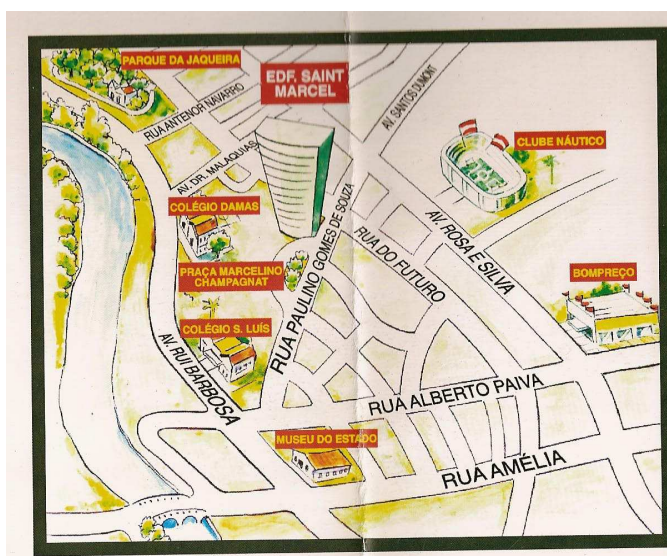 PARQUE DA JAQUEIRA
EDF. SAINT
MARCEL
AV. SANTOS DUMONT
RUA ANTENOR NAVARRO
CLUBE NÁUTICO
AV. DR. MALAQUIAS
COLÉGIO DAMAS
AV. ROSA E SILVA
RUA DO FUTURO
RUA PAULINO GOMES DE SOUZA
PRAÇA MARCELINO
CHAMPAGNAT
BOMPREÇO
COLÉGIO S. LUÍS
AV. RUI BARBOSA
RUA ALBERTO PAIVA
MUSEU DO ESTADO
RUA AMÉLIA